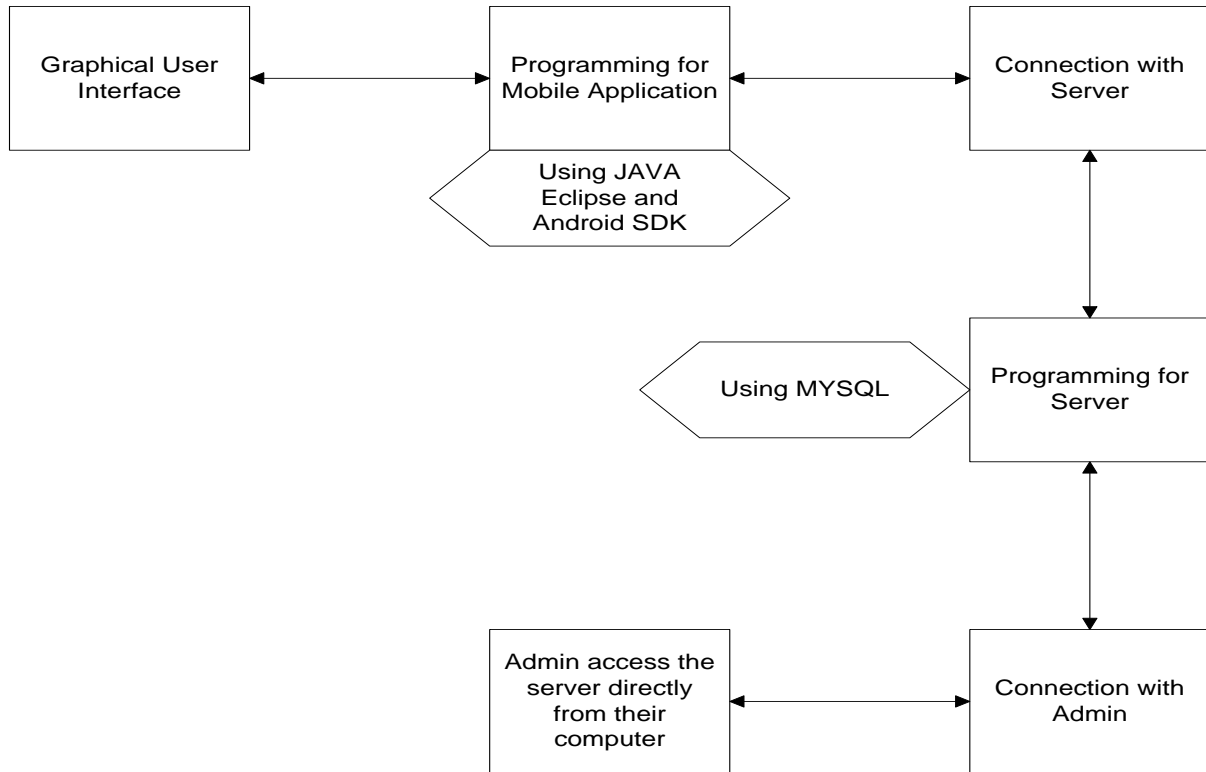 Graphical User
Interface
Programming for
Mobile Application
Connection with
Server
Using JAVA
Eclipse and
Android SDK
Using MYSQL
Programming for
Server
Admin access the
server directly
from their
computer
Connection with
Admin